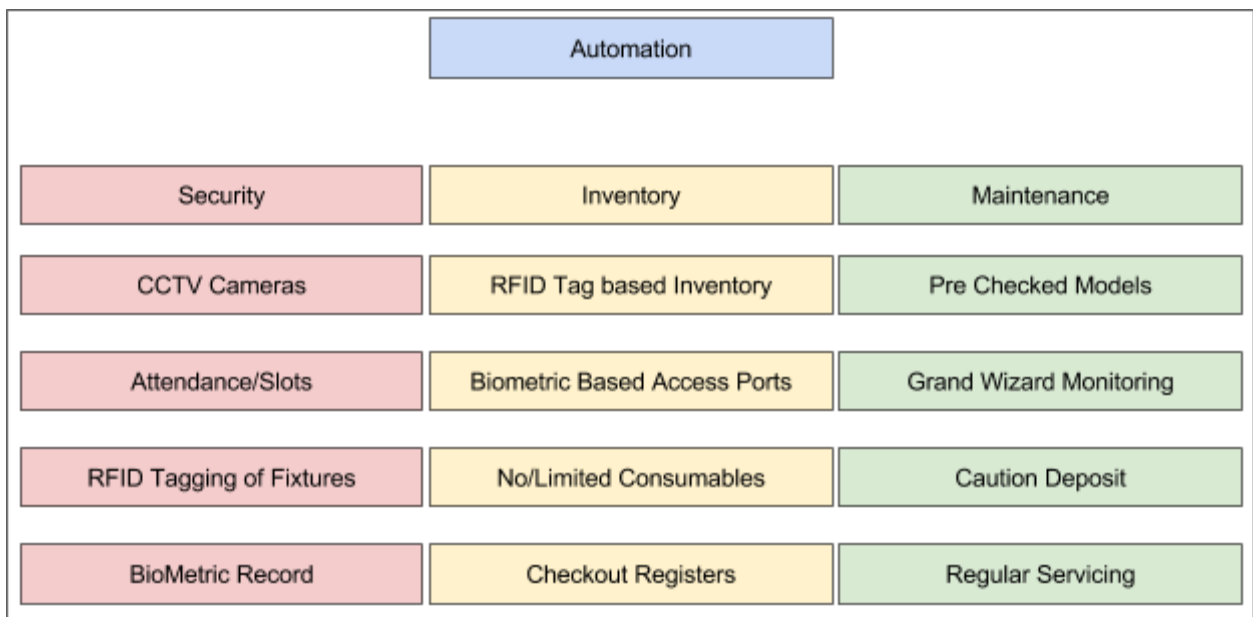 Automation
Security Inventory Maintenance
CCTV Cameras RFID Tag based Inventory Pre Checked Models
Attendance/Slots Biometric Based Access Ports Grand Wizard Monitoring
RFID Tagging of Fixtures No/Limited Consumables Caution Deposit
BioMetric Record Checkout Registers Regular Servicing